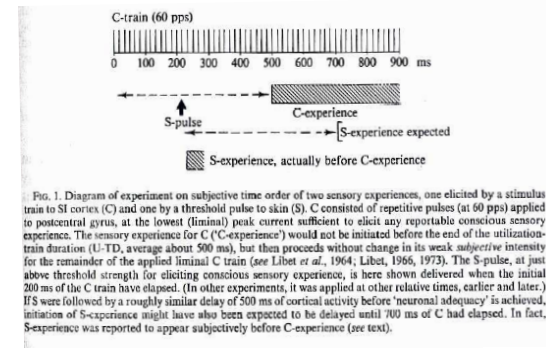 C-train (60 pps)
0 100 200 300 400 500 600 700 800 900 ms
S-pulse
C-experience
S-experience expected
S-experience, actually before C-experience
FIG. 1. Diagram of experiment on subjective time order of two sensory experiences, one elicited by a stimulus
train to SI cortex (C) and one by a threshold pulse to skin (S). C consisted of repetitive pulses (at 60 pps) applied
to postcentral gyrus, at the lowest (liminal) peak current sufficient to elicit any reportable conscious sensory
experience. The sensory experience for C ('C-experience') would not be initiated before the end of the utilization-
train duration (U-TD, average about 500 ms), but then proceeds without change in its weak subjective intensity
for the remainder of the applied liminal C train (see Libet et al., 1964; Libet, 1966, 1973). The S-pulse, at just
above threshold strength for eliciting conscious sensory experience, is here shown delivered when the initial
200 ms of the C train have elapsed. (In other experiments, it was applied at other relative times, earlier and later.)
If S were followed by a roughly similar delay of 500 ms of cortical activity before 'neuronal adequacy' is achieved,
initiation of S-experience might have also been expected to be delayed until 700 ms of C had elapsed. In fact,
S-experience was reported to appear subjectively before C-experience (see text).